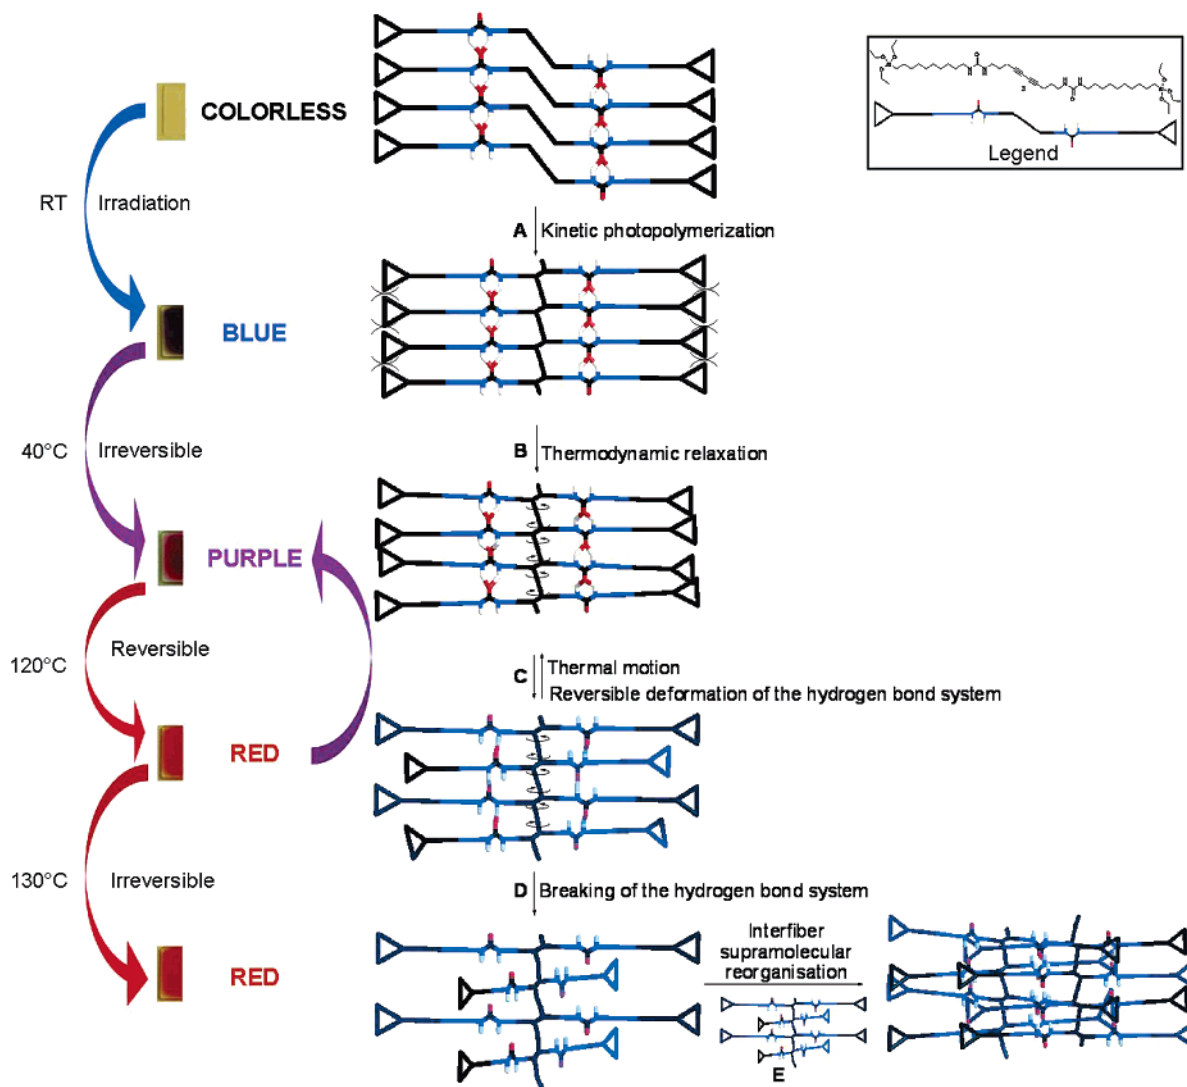 COLORLESS
RT
Irradiation
Legend
A
Kinetic photopolymerization
BLUE
40°C
Irreversible
B
Thermodynamic relaxation
PURPLE
120°C
Reversible
C
Thermal motion
Reversible deformation of the hydrogen bond system
RED
130°C
Irreversible
D
Breaking of the hydrogen bond system
RED
Interfiber
supramolecular
reorganisation
E